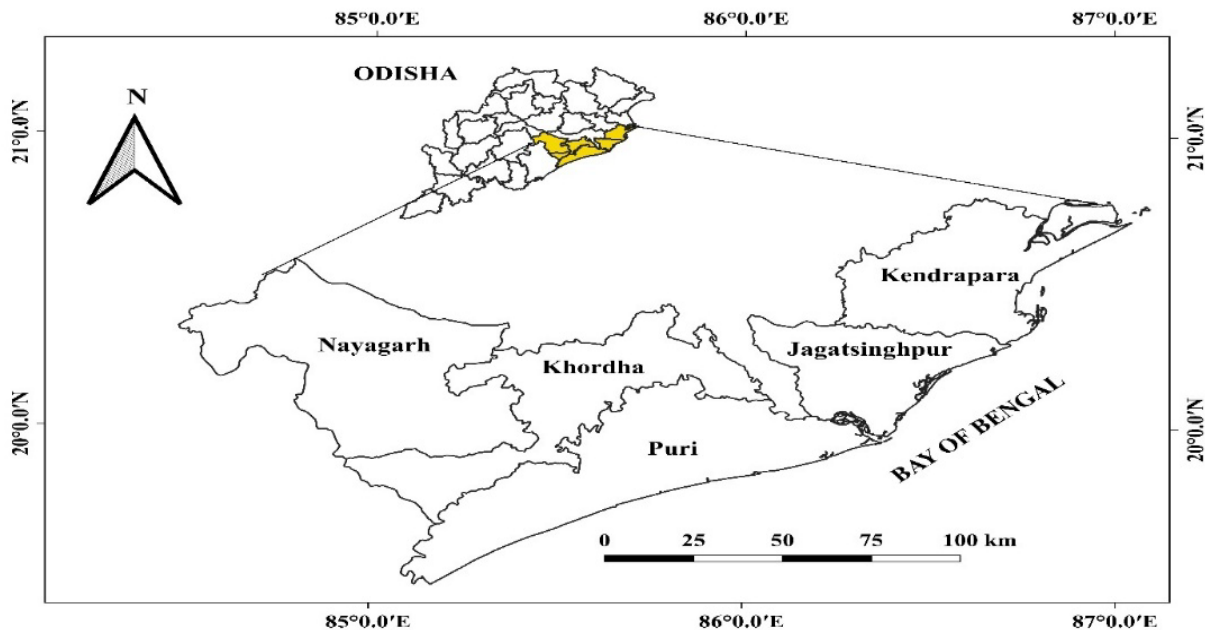 85°0.0′E 86°0.0′E 87°0.0′E
ODISHA
N
21°0.0′N 21°0.0′N
Kendrapara
Nayagarh
Khordha
Jagatsinghpur
20°0.0′N 20°0.0′N
Puri
BAY OF BENGAL
0 25 50 75 100 km
85°0.0′E 86°0.0′E 87°0.0′E